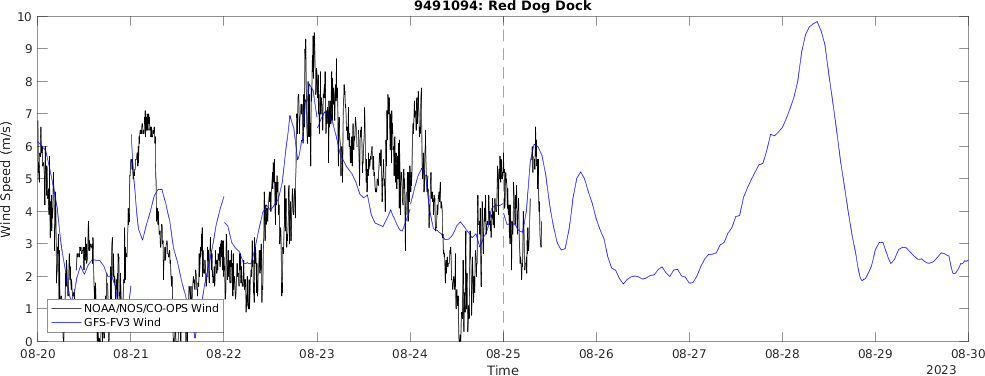 9491094: Red Dog Dock
Wind Speed (m/s)
10
9
8
7
6
5
4
3
2
1
0
NOAA/NOS/CO-OPS Wind
GFS-FV3 Wind
08-20 08-21 08-22 08-23 08-24 08-25 08-26 08-27 08-28 08-29 08-30
Time
2023